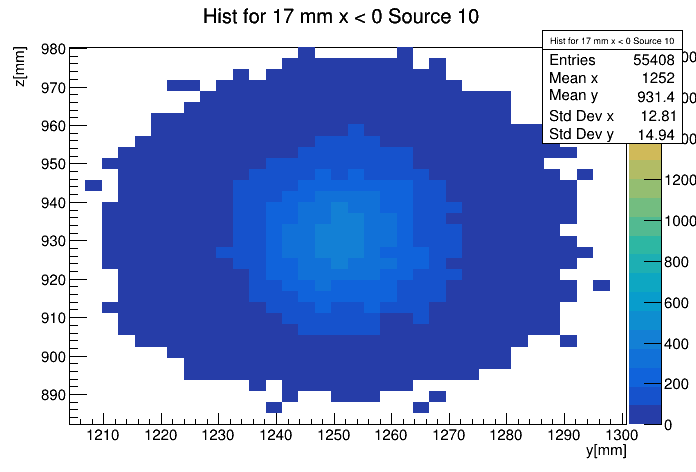 Hist for 17 mm x < 0 Source 10
Hist for 17 mm x < 0 Source 10
Entries 55408
Mean x 1252
Mean y 931.4
Std Dev x 12.81
Std Dev y 14.94
z[mm]
980
970
960
950
940
930
920
910
900
890
1210 1220 1230 1240 1250 1260 1270 1280 1290 1300
y[mm]
1200
1000
800
600
400
200
0